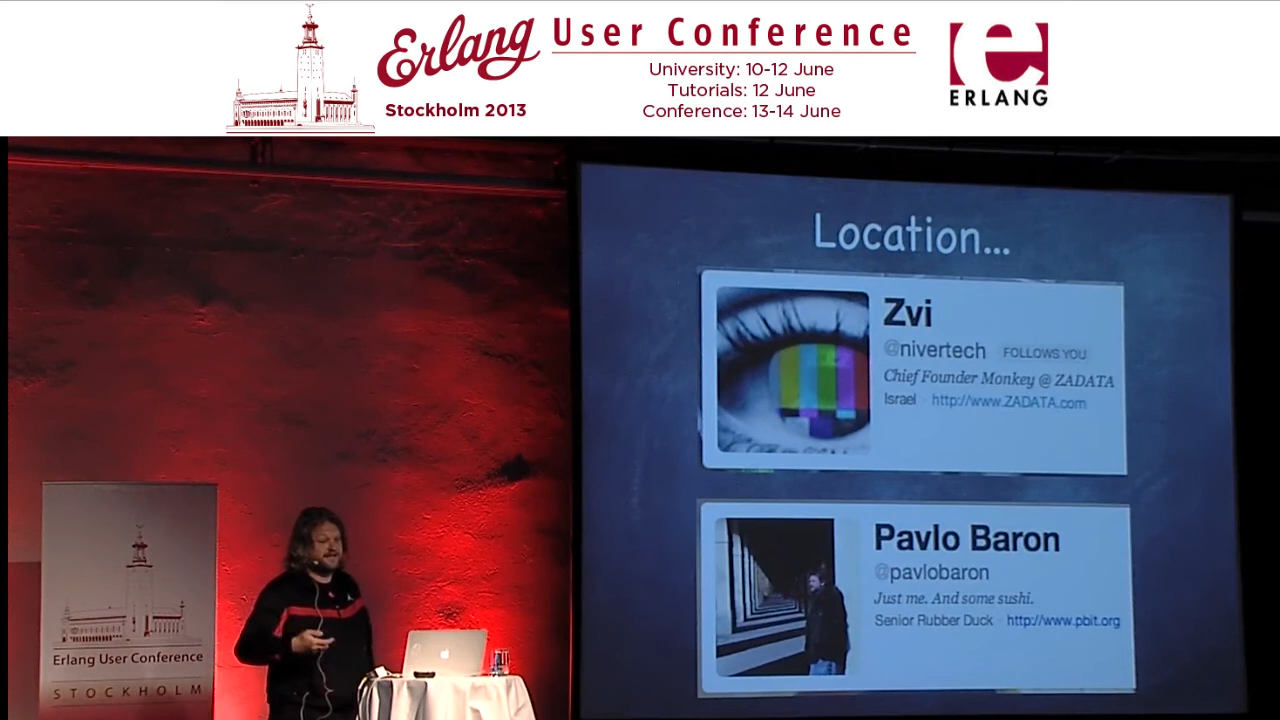 Erlang User Conference
University: 10-12 June
Tutorials: 12 June
Stockholm 2013
Conference: 13-14 June
ERLANG
Location...
Zvi
@nivertech FOLLOWS YOU
Chief Founder Monkey @ ZADATA
Israel · http://www.ZADATA.com
Pavlo Baron
@pavlobaron
Just me. And some sushi.
Senior Rubber Duck · http://www.pbit.org
Erlang User Conference
STOCKHOLM